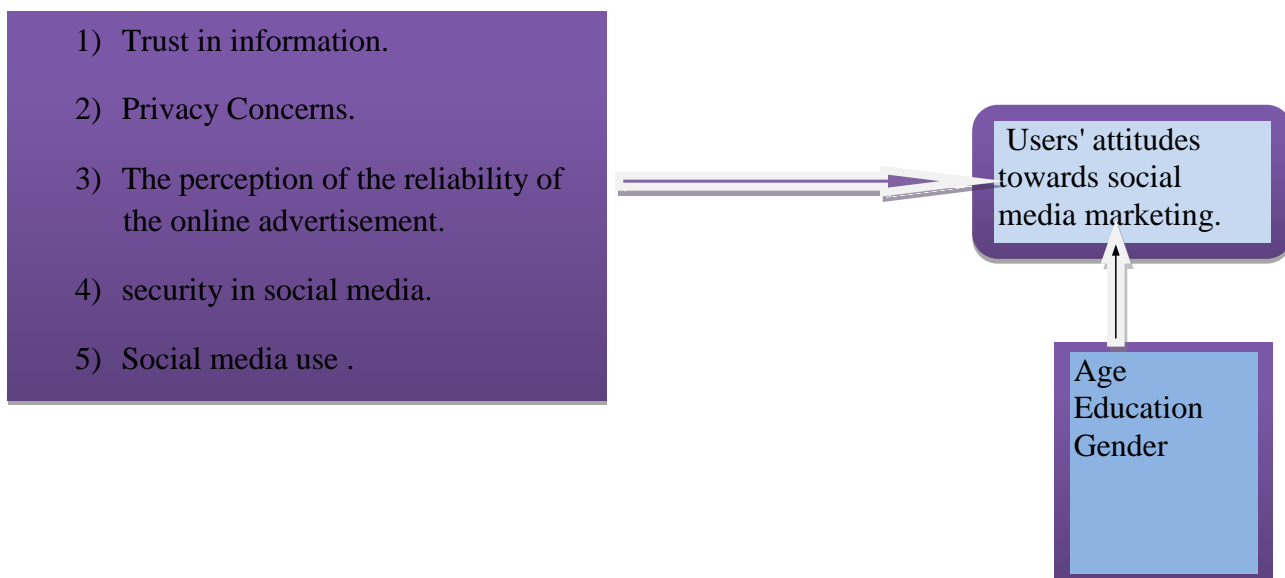 1) Trust in information.
2) Privacy Concerns.
3) The perception of the reliability of
the online advertisement.
4) security in social media.
5) Social media use .
Users' attitudes
towards social
media marketing.
Age
Education
Gender